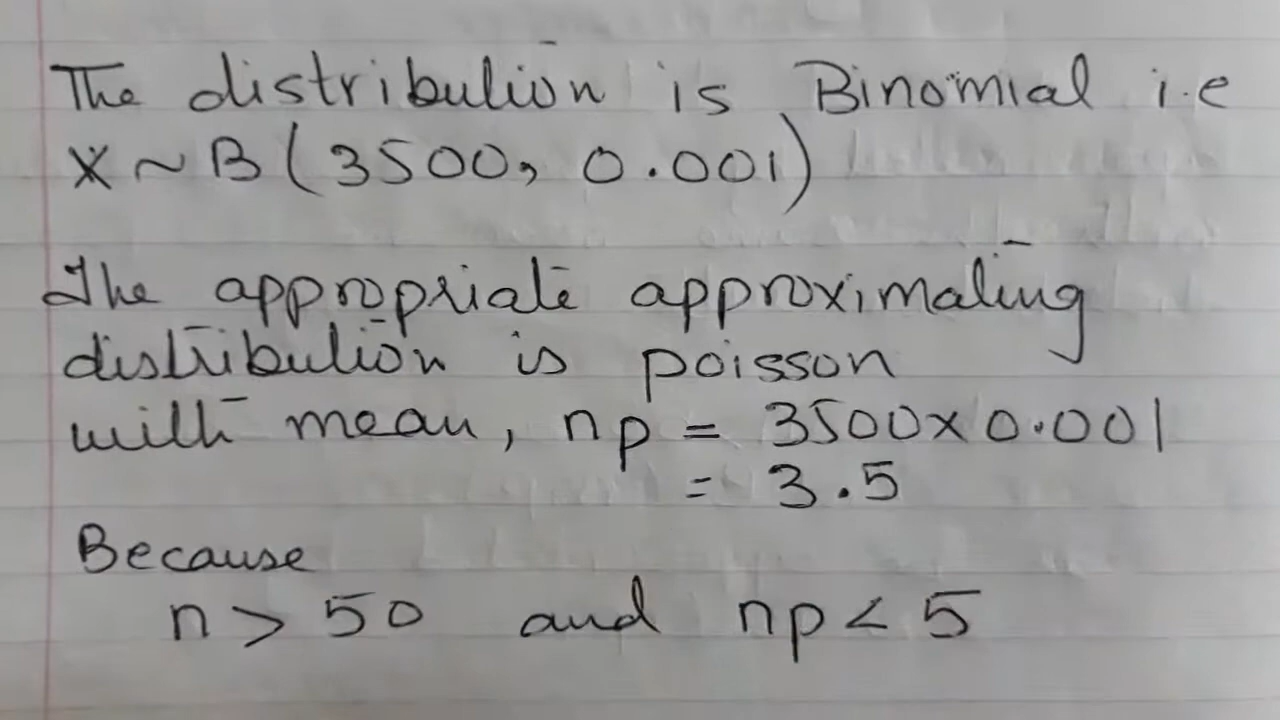 The distribution is Binomial i.e
X ~ B (3500, 0.001)
The appropriate approximating
distribution is poisson
with mean, np = 3500 x 0.001
= 3.5
Because
n > 50 and np < 5